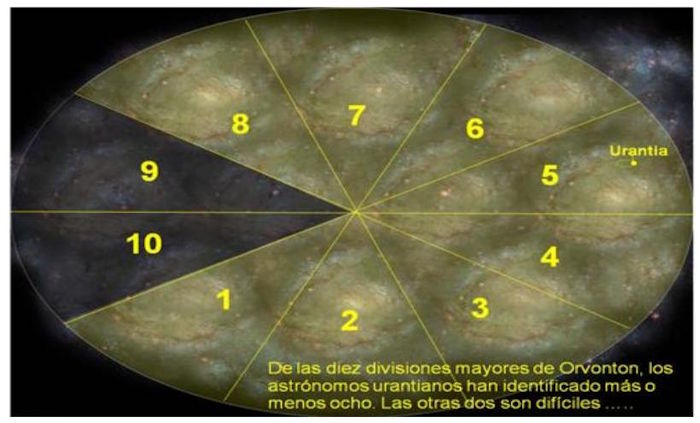 8
7
6
Urantia
9
5
10
4
1
2
3
De las diez divisiones mayores de Orvonton, los
astrónomos urantianos han identificado más o
menos ocho. Las otras dos son difíciles .....